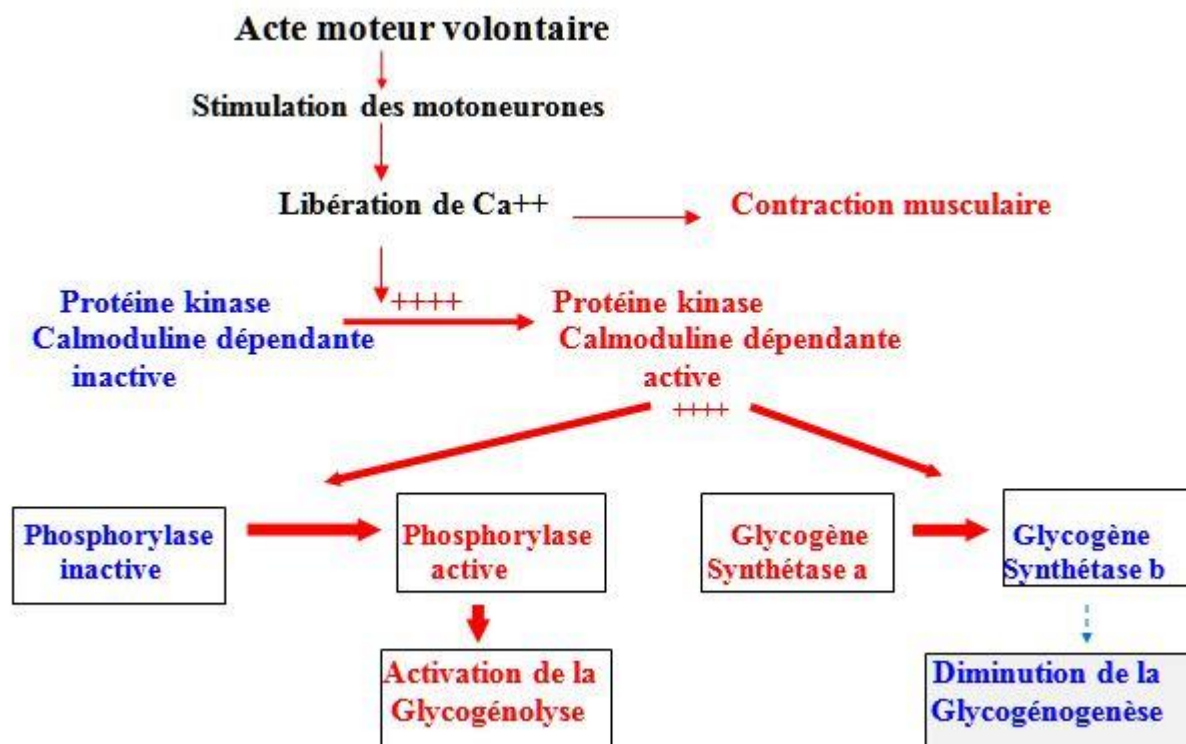 Acte moteur volontaire
Stimulation des motoneurones
Libération de Ca++
Contraction musculaire
++++
Protéine kinase
Calmoduline dépendante
inactive
Protéine kinase
Calmoduline dépendante
active
++++
Phosphorylase
inactive
Phosphorylase
active
Glycogène
Synthétase a
Glycogène
Synthétase b
Activation de la
Glycogénolyse
Diminution de la
Glycogénogenèse